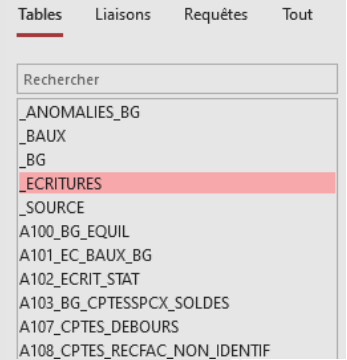 Tables Liaisons Requêtes Tout
Rechercher
_ANOMALIES_BG
_BAUX
_BG
_ECRITURES
_SOURCE
A100_BG_EQUIL
A101_EC_BAUX_BG
A102_ECRIT_STAT
A103_BG_CPTESSPCX_SOLDES
A107_CPTES_DEBOURS
A108_CPTES_RECFAC_NON_IDENTIF